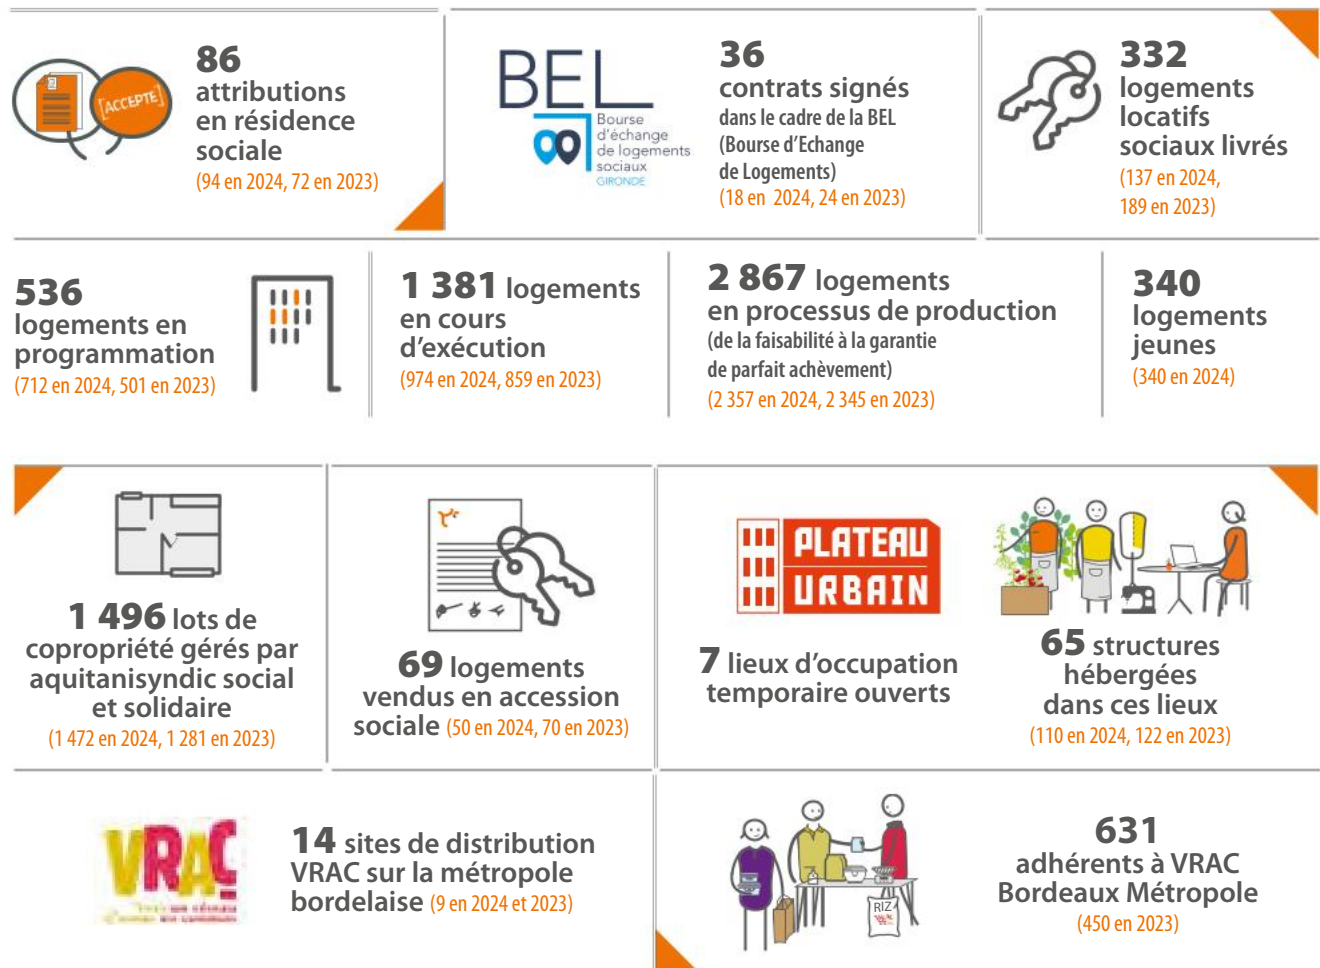 [ACCEPTE]
86
attributions
en résidence
sociale
(94 en 2024, 72 en 2023)
BEL
Bourse
d'échange
de logements
sociaux
GIRONDE
36
contrats signés
dans le cadre de la BEL
(Bourse d'Echange
de Logements)
(18 en 2024, 24 en 2023)
332
logements
locatifs
sociaux livrés
(137 en 2024,
189 en 2023)
536
logements en
programmation
(712 en 2024, 501 en 2023)
1 381 logements
en cours
d'exécution
(974 en 2024, 859 en 2023)
2 867 logements
en processus de production
(de la faisabilité à la garantie
de parfait achèvement)
(2 357 en 2024, 2 345 en 2023)
340
logements
jeunes
(340 en 2024)
1 496 lots de
copropriété gérés par
aquitanisyndic social
et solidaire
(1 472 en 2024, 1 281 en 2023)
69 logements
vendus en accession
sociale (50 en 2024, 70 en 2023)
PLATEAU
URBAIN
7 lieux d'occupation
temporaire ouverts
65 structures
hébergées
dans ces lieux
(110 en 2024, 122 en 2023)
VRAC
14 sites de distribution
VRAC sur la métropole
bordelaise (9 en 2024 et 2023)
RIZ
631
adhérents à VRAC
Bordeaux Métropole
(450 en 2023)